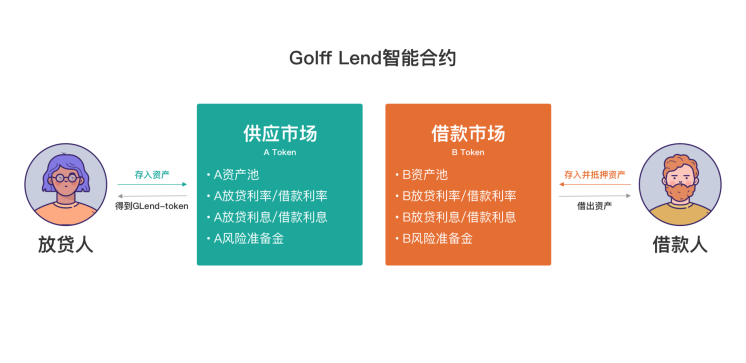 Golff Lend智能合约
供应市场
A Token
• A资产池
• A放贷利率/借款利率
• A放贷利息/借款利息
• A风险准备金
借款市场
B Token
• B资产池
• B放贷利率/借款利率
• B放贷利息/借款利息
• B风险准备金
存入资产
得到GLend-token
放贷人
存入并抵押资产
借出资产
借款人